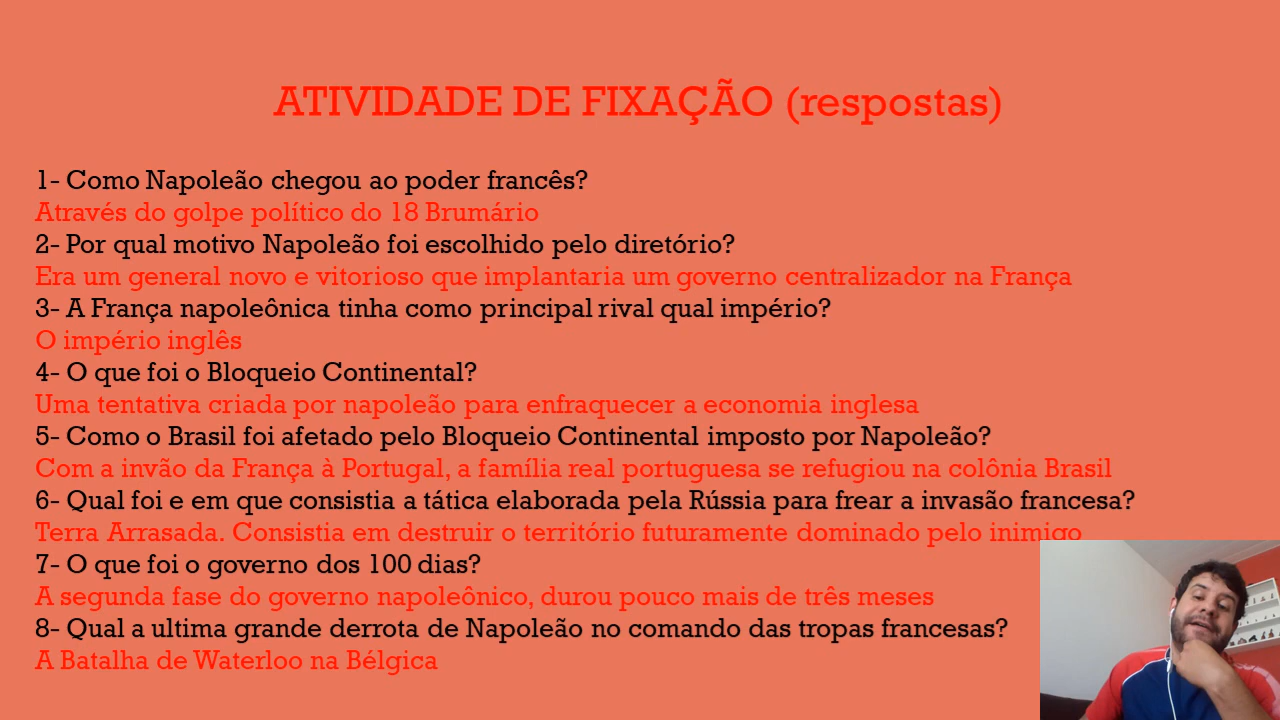 ATIVIDADE DE FIXAÇÃO (respostas)
1- Como Napoleão chegou ao poder francês?
Através do golpe político do 18 Brumário
2- Por qual motivo Napoleão foi escolhido pelo diretório?
Era um general novo e vitorioso que implantaria um governo centralizador na França
3- A França napoleônica tinha como principal rival qual império?
O império inglês
4- O que foi o Bloqueio Continental?
Uma tentativa criada por napoleão para enfraquecer a economia inglesa
5- Como o Brasil foi afetado pelo Bloqueio Continental imposto por Napoleão?
Com a invão da França à Portugal, a família real portuguesa se refugiou na colônia Brasil
6- Qual foi e em que consistia a tática elaborada pela Rússia para frear a invasão francesa?
Terra Arrasada. Consistia em destruir o território futuramente dominado pelo inimigo
7- O que foi o governo dos 100 dias?
A segunda fase do governo napoleônico, durou pouco mais de três meses
8- Qual a ultima grande derrota de Napoleão no comando das tropas francesas?
A Batalha de Waterloo na Bélgica